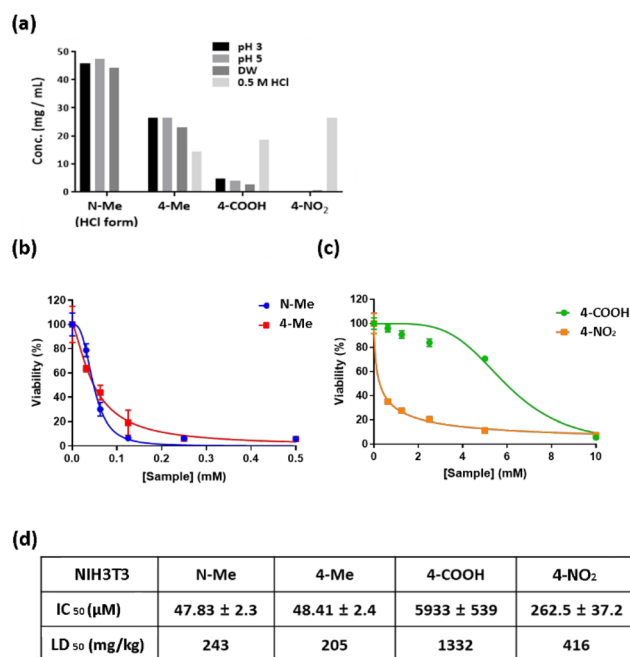 (a)
pH 3
pH 5
DW
0.5 M HCl
Conc. (mg / mL)
50
40
30
20
10
0
N-Me 4-Me 4-COOH 4-NO₂
(HCl form)
(b)
N-Me
4-Me
Viability (%)
120
100
80
60
40
20
0
0.0 0.1 0.2 0.3 0.4 0.5
[Sample] (mM)
(c)
4-COOH
4-NO₂
Viability (%)
120
100
80
60
40
20
0
0 2 4 6 8 10
[Sample] (mM)
(d)
NIH3T3 N-Me 4-Me 4-COOH 4-NO₂
IC ₅₀ (μM) 47.83 ± 2.3 48.41 ± 2.4 5933 ± 539 262.5 ± 37.2
LD ₅₀ (mg/kg) 243 205 1332 416